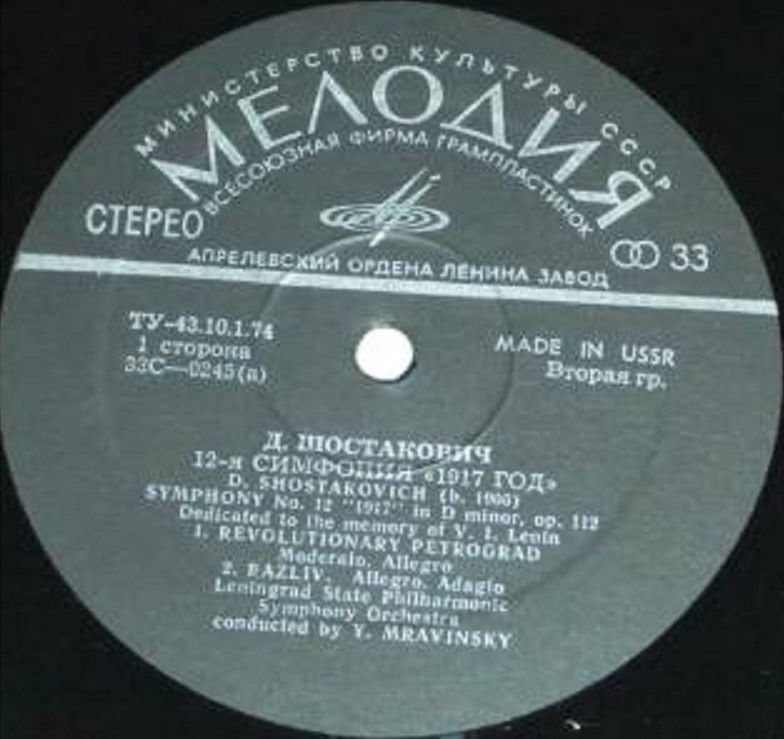 МИНИСТЕРСТВО КУЛЬТУРЫ СССР
МЕЛОДИЯ
ВСЕСОЮЗНАЯ ФИРМА ГРАМПЛАСТИНОК
СТЕРЕО
33
АПРЕЛЕВСКИЙ ОРДЕНА ЛЕНИНА ЗАВОД
ТУ-43.10.1.74
1 сторона
33С—0245(а)
MADE IN USSR
Вторая гр.
Д. ШОСТАКОВИЧ
12-я СИМФОНИЯ «1917 ГОД»
D. SHOSTAKOVICH (b. 1906)
SYMPHONY No. 12 "1917" in D minor, op. 112
Dedicated to the memory of V. I. Lenin
1. REVOLUTIONARY PETROGRAD
Moderato. Allegro
2. RAZLIV. Allegro. Adagio
Leningrad State Philharmonic
Symphony Orchestra
conducted by Y. MRAVINSKY